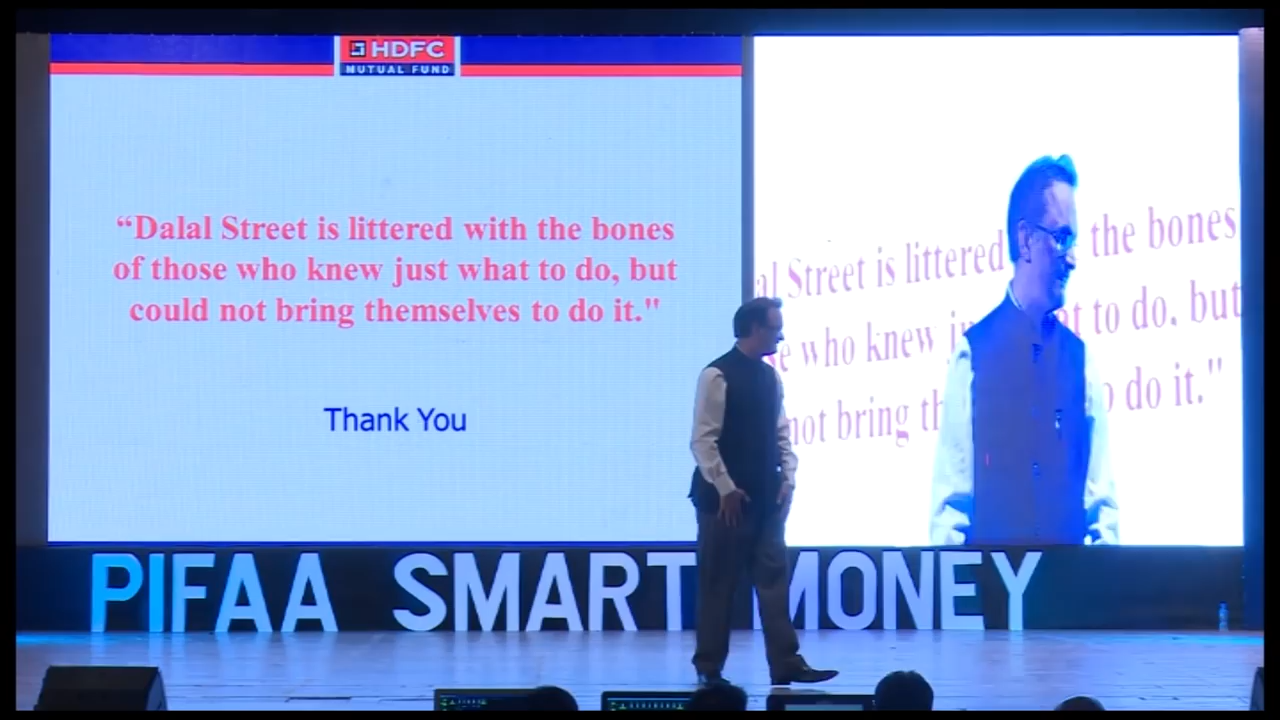 HDFC
MUTUAL FUND
“Dalal Street is littered with the bones
of those who knew just what to do, but
could not bring themselves to do it."
Thank You
al Street is littered the bones
who knew to do. but
not bring do it."
PIFAA SMART MONEY